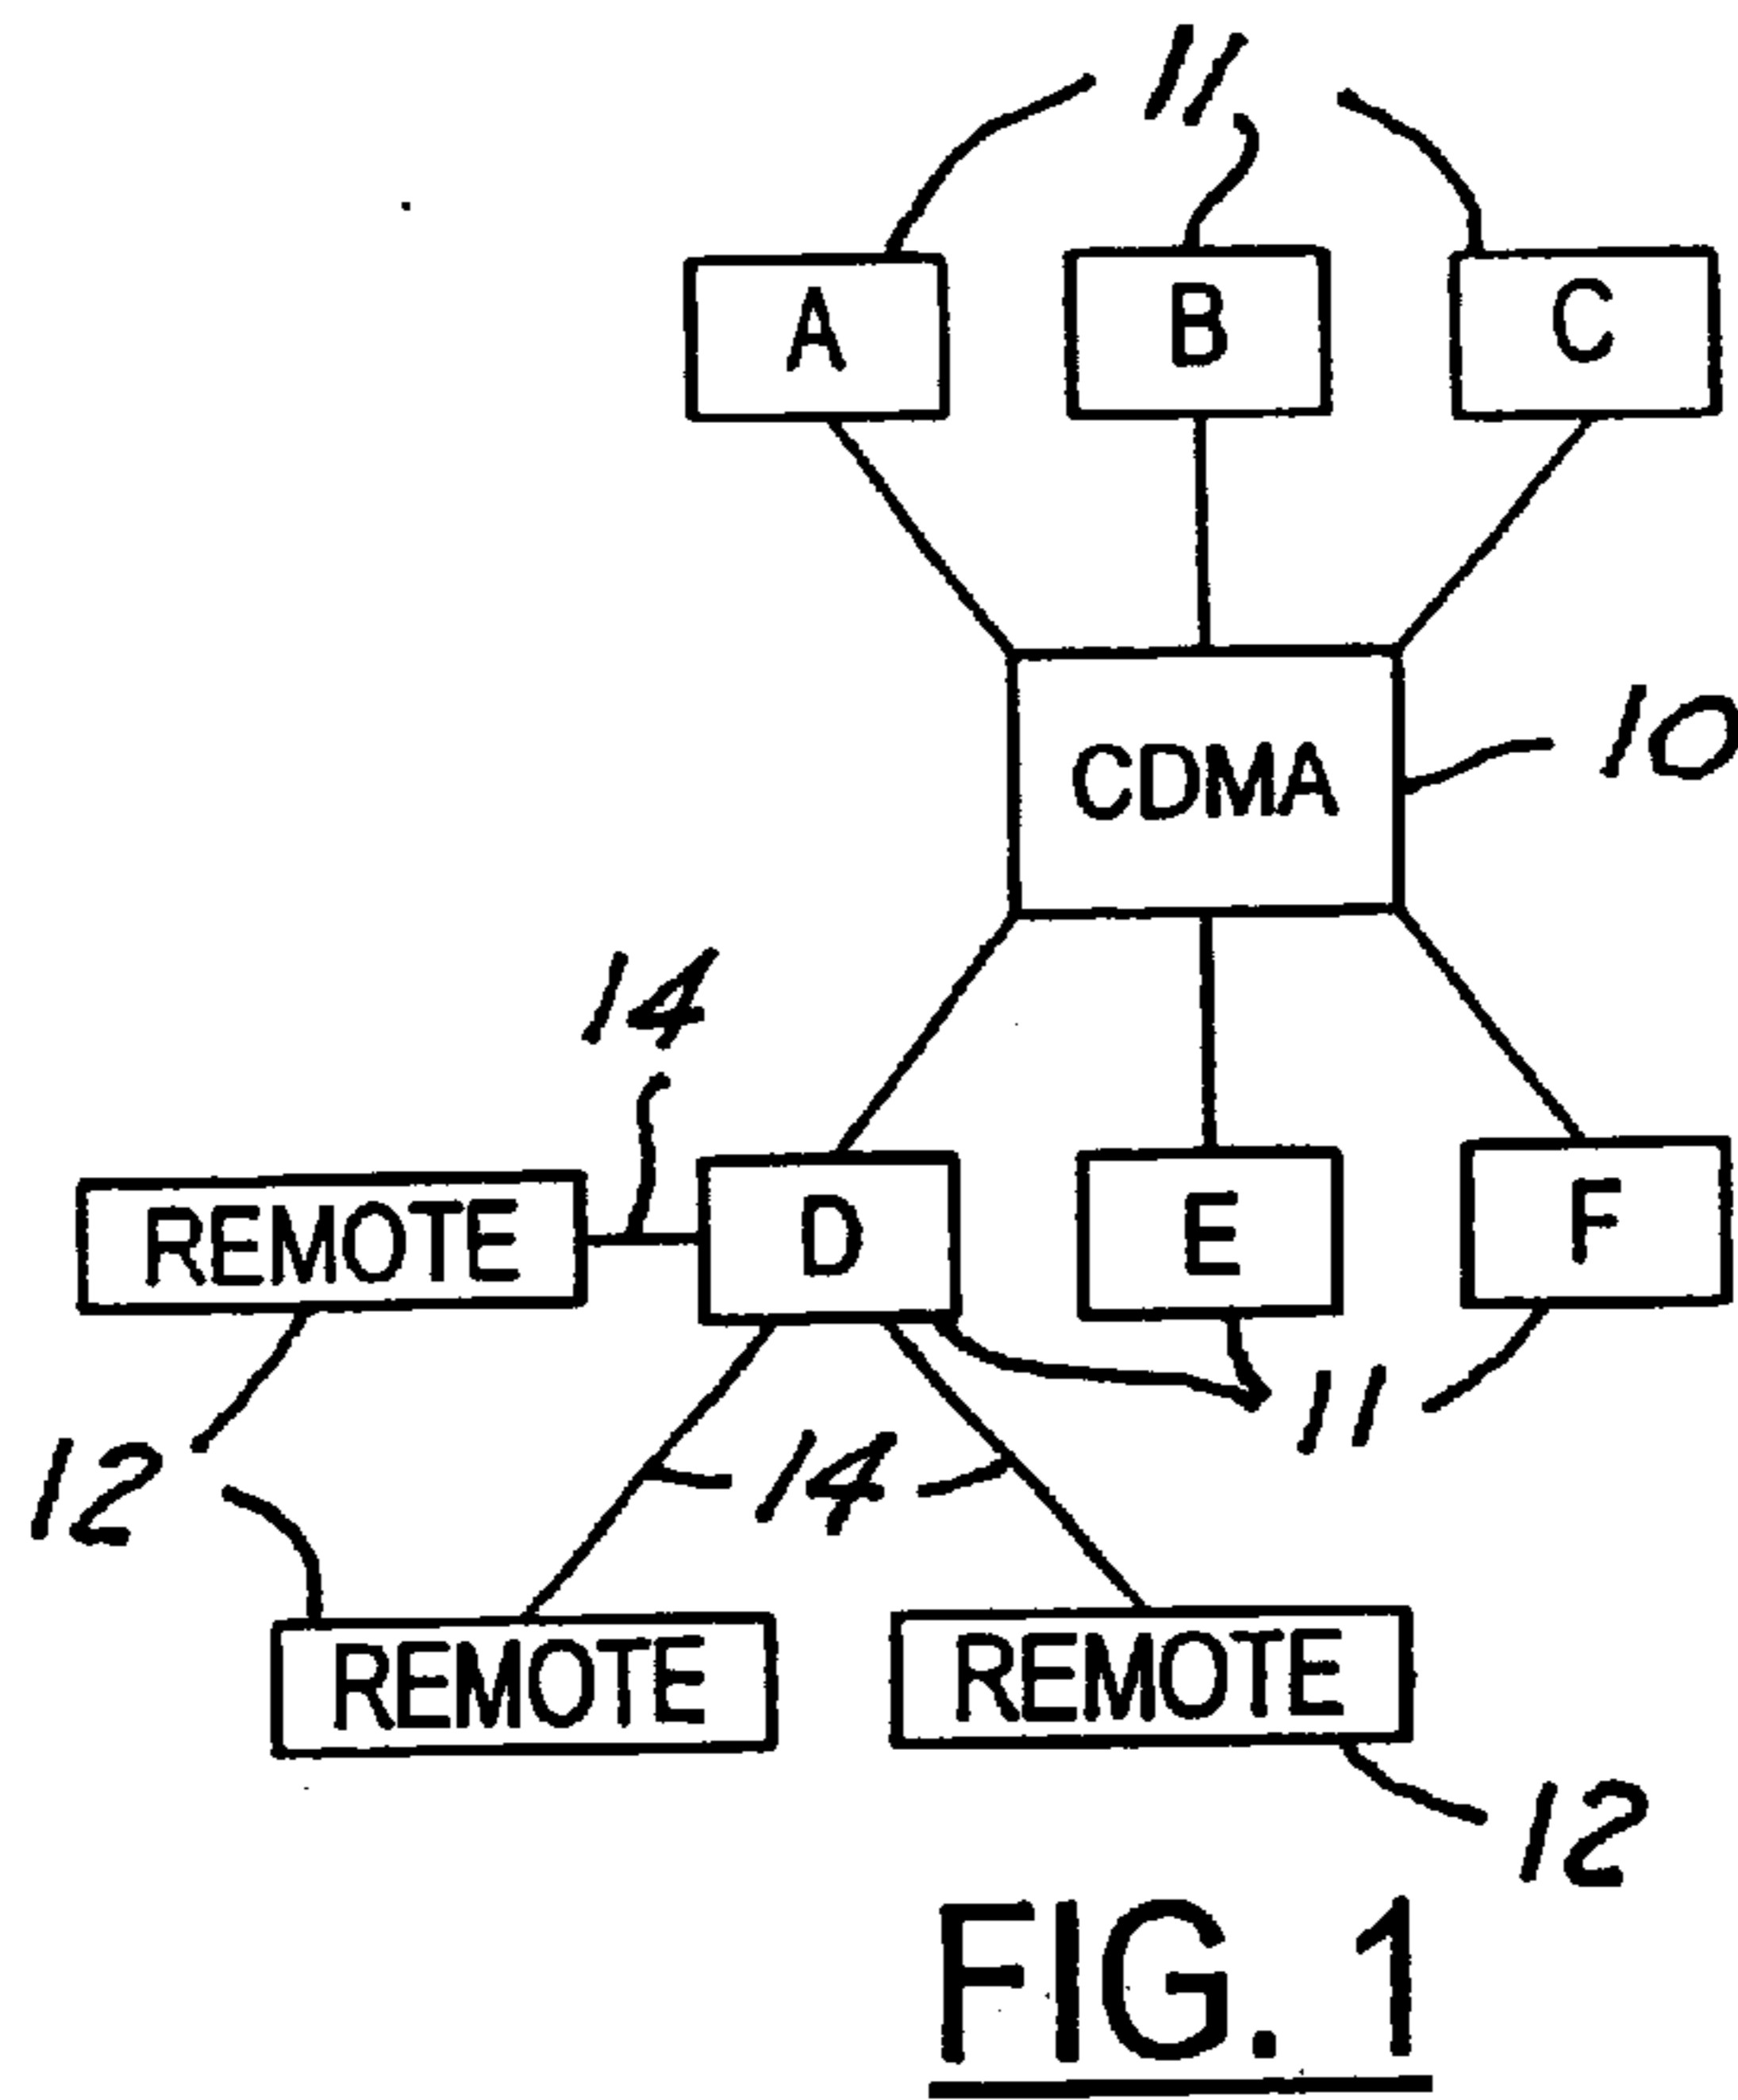 11
A B C
CDMA
10
14
REMOTE D E F
12 14 11
REMOTE REMOTE
12
FIG. 1